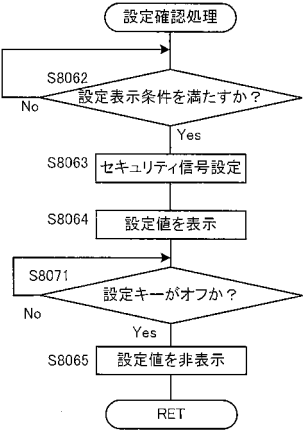 設定確認処理
S8062
設定表示条件を満たすか？
No
Yes
S8063
セキュリティ信号設定
S8064
設定値を表示
S8071
設定キーがオフか？
No
Yes
S8065
設定値を非表示
RET